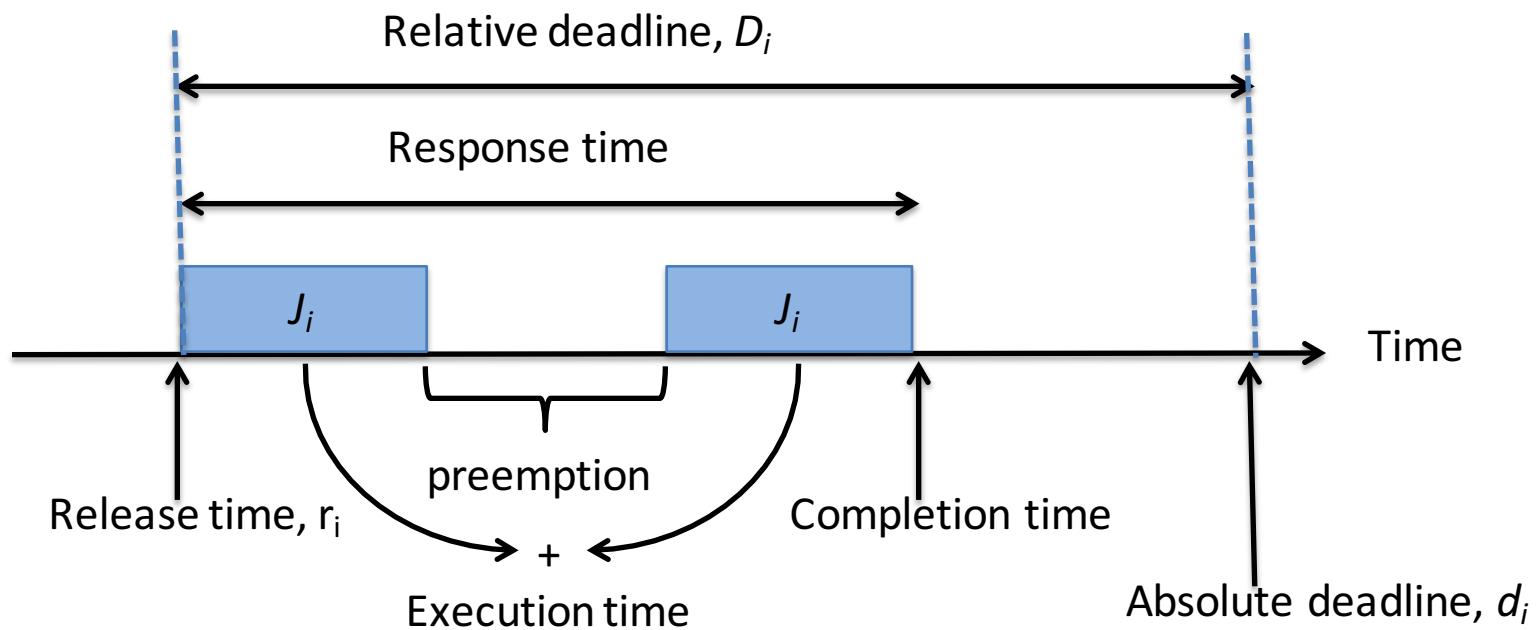 Relative deadline, Di
Response time
Ji
Ji
Time
preemption
Release time, ri
Completion time
+
Execution time
Absolute deadline, di